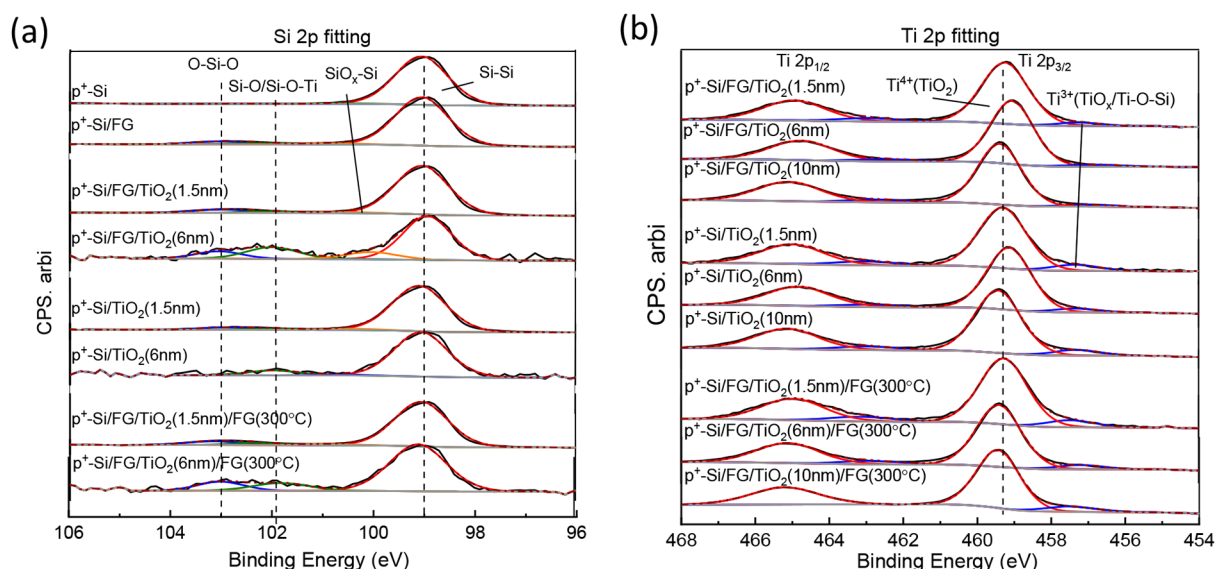 (a)
Si 2p fitting
O-Si-O
Si-O/Si-O-Ti
SiOₓ-Si
Si-Si
p⁺-Si
p⁺-Si/FG
p⁺-Si/FG/TiO₂(1.5nm)
p⁺-Si/FG/TiO₂(6nm)
p⁺-Si/TiO₂(1.5nm)
p⁺-Si/TiO₂(6nm)
p⁺-Si/FG/TiO₂(1.5nm)/FG(300°C)
p⁺-Si/FG/TiO₂(6nm)/FG(300°C)
CPS. arbi
106 104 102 100 98 96
Binding Energy (eV)
(b)
Ti 2p fitting
Ti 2p₁/₂
Ti 2p₃/₂
Ti⁴⁺(TiO₂)
Ti³⁺(TiOₓ/Ti-O-Si)
p⁺-Si/FG/TiO₂(1.5nm)
p⁺-Si/FG/TiO₂(6nm)
p⁺-Si/FG/TiO₂(10nm)
p⁺-Si/TiO₂(1.5nm)
p⁺-Si/TiO₂(6nm)
p⁺-Si/TiO₂(10nm)
p⁺-Si/FG/TiO₂(1.5nm)/FG(300°C)
p⁺-Si/FG/TiO₂(6nm)/FG(300°C)
p⁺-Si/FG/TiO₂(10nm)/FG(300°C)
CPS. arbi
468 466 464 462 460 458 456 454
Binding Energy (eV)